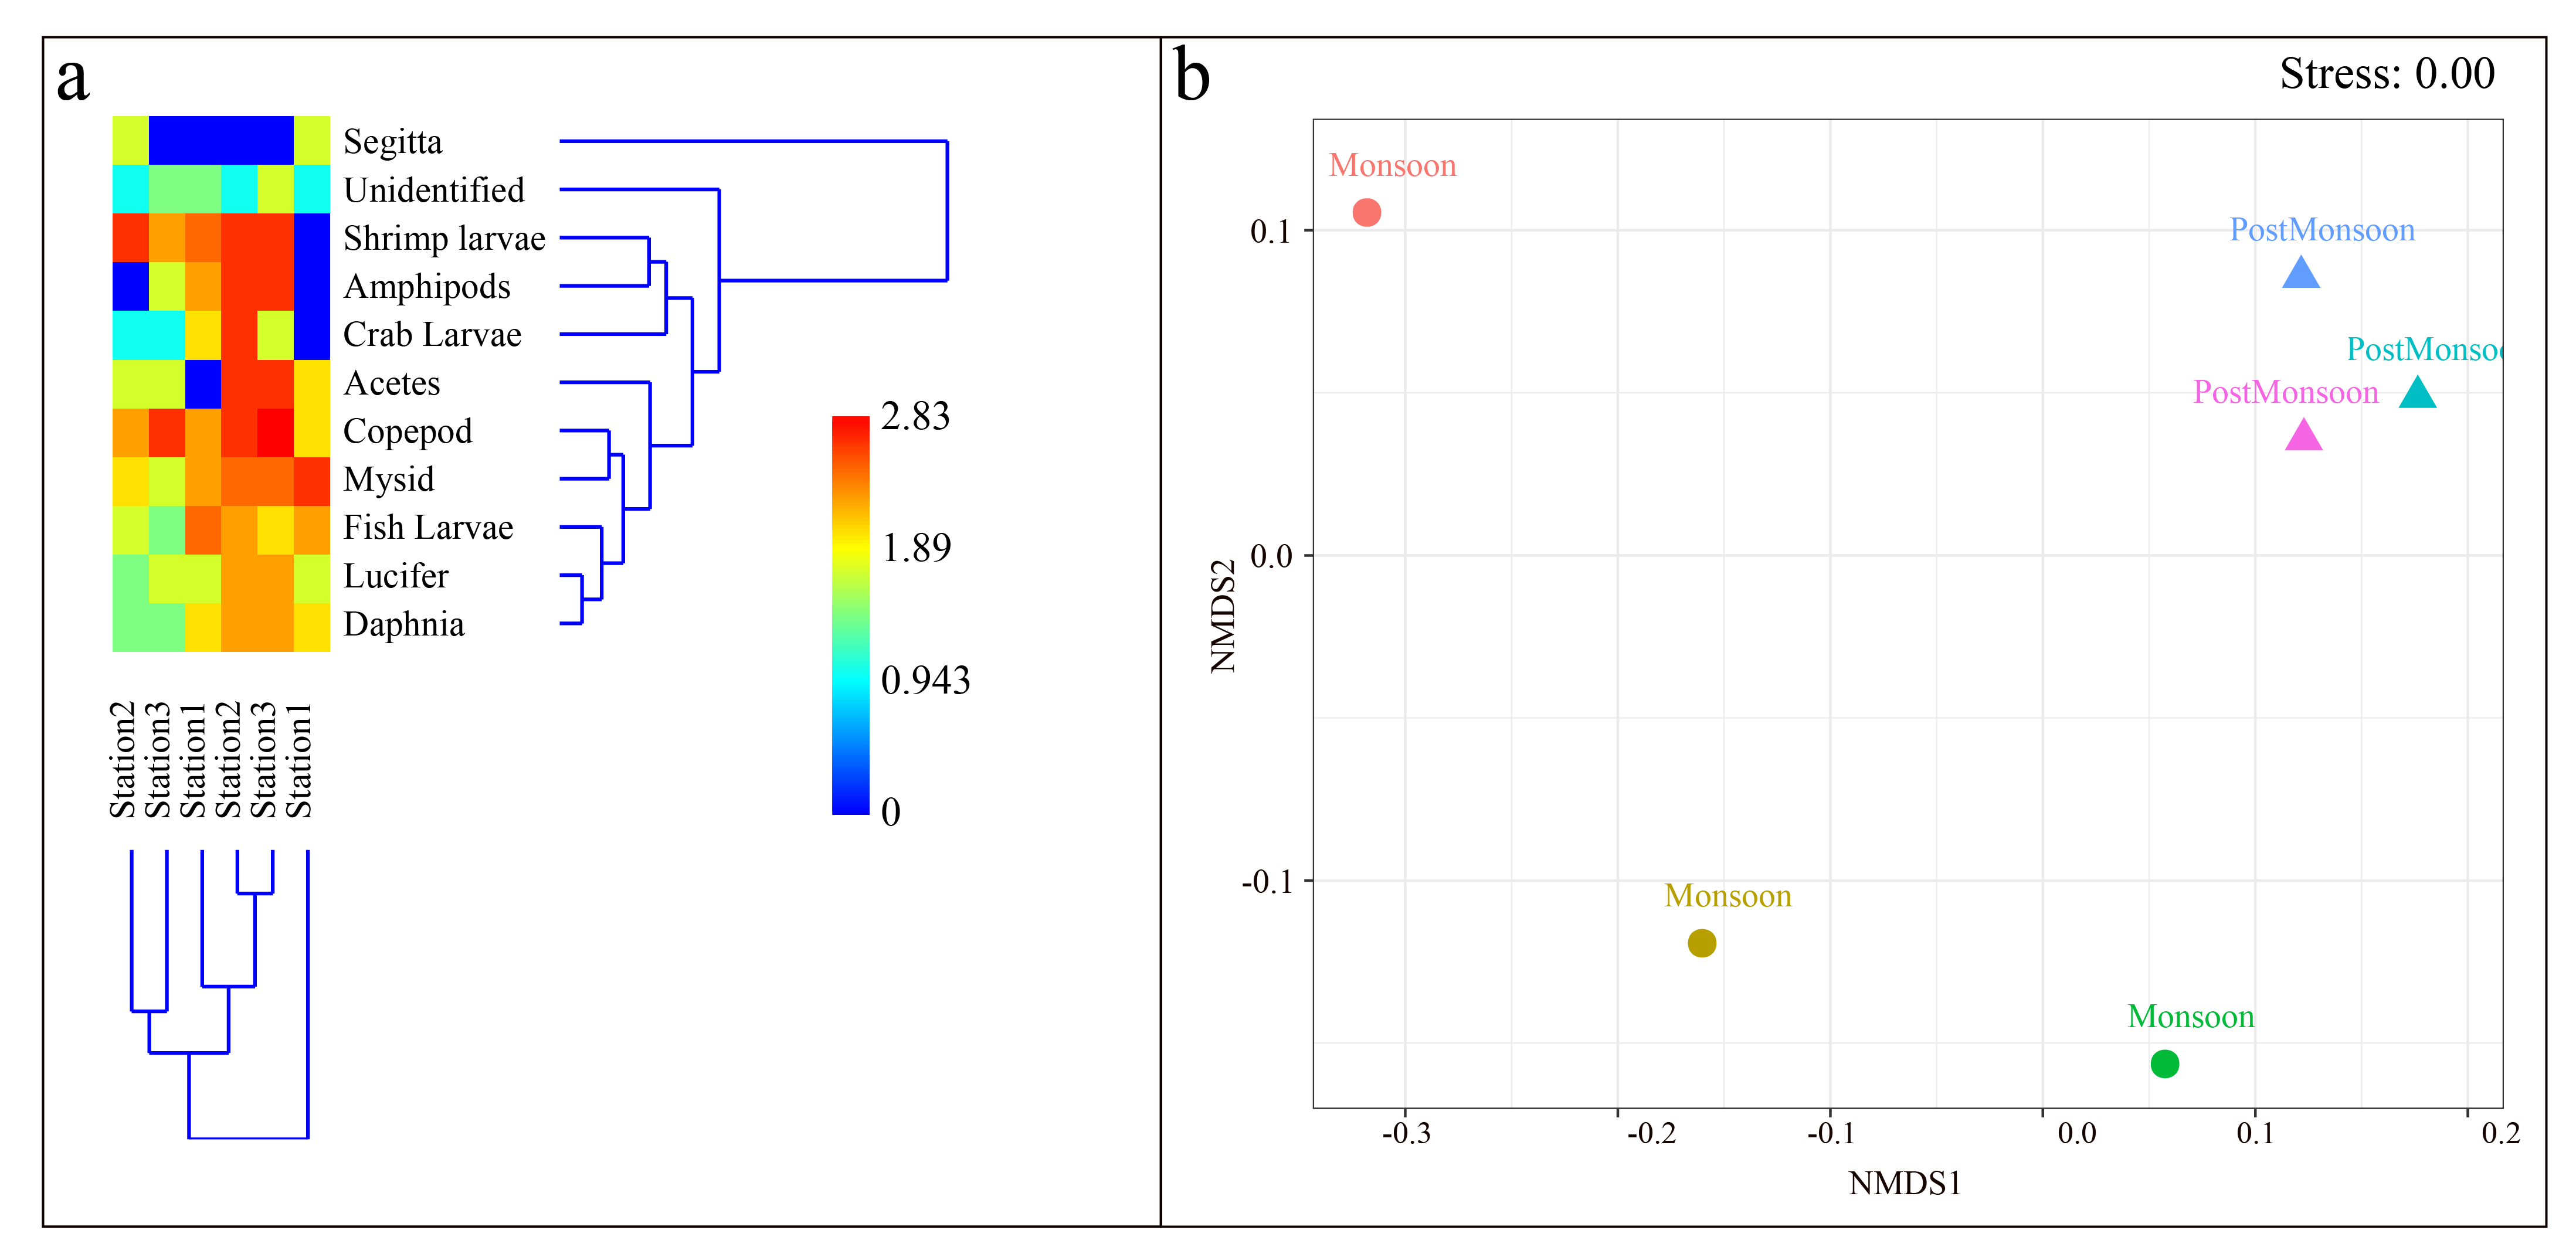 a
Segitta
Unidentified
Shrimp larvae
Amphipods
Crab Larvae
Acetes
Copepod
Mysid
Fish Larvae
Lucifer
Daphnia
2.83
1.89
0.943
0
Station2
Station3
Station1
Station2
Station3
Station1
b
Stress: 0.00
Monsoon
PostMonsoon
PostMonsoo
PostMonsoon
Monsoon
Monsoon
0.1
0.0
-0.1
NMDS2
-0.3 -0.2 -0.1 0.0 0.1 0.2
NMDS1